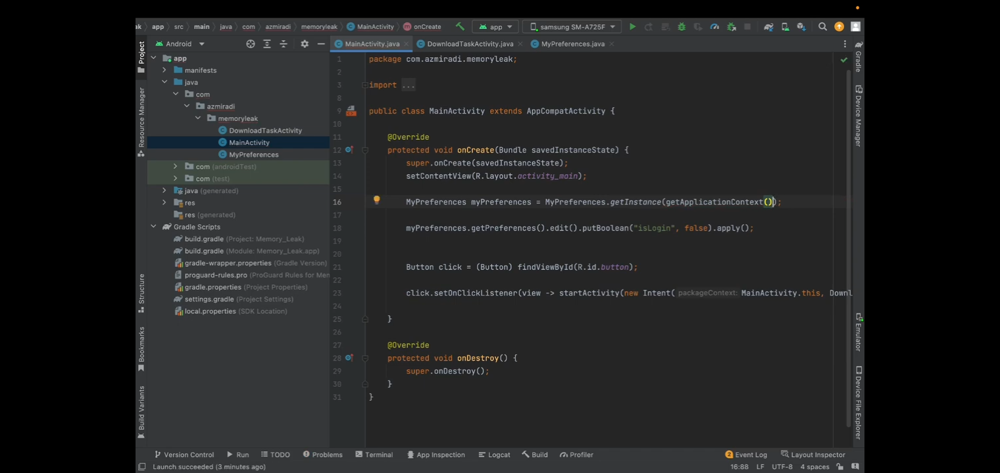 ak app src main java com azmiradi memoryleak MainActivity onCreate app samsung SM-A725F
Android MainActivity.java DownloadTaskActivity.java MyPreferences.java
Project
Resource Manager
Structure
Bookmarks
Build Variants
app
manifests
java
com
azmiradi
memoryleak
DownloadTaskActivity
MainActivity
MyPreferences
com (androidTest)
com (test)
java (generated)
res
res (generated)
Gradle Scripts
build.gradle (Project: Memory_Leak)
build.gradle (Module: Memory_Leak.app)
gradle-wrapper.properties (Gradle Version)
proguard-rules.pro (ProGuard Rules for Mem
gradle.properties (Project Properties)
settings.gradle (Project Settings)
local.properties (SDK Location)
1 package com.azmiradi.memoryleak;
2
3 import ...
8
9 public class MainActivity extends AppCompatActivity {
10
11 @Override
12 protected void onCreate(Bundle savedInstanceState) {
13 super.onCreate(savedInstanceState);
14 setContentView(R.layout.activity_main);
16 MyPreferences myPreferences = MyPreferences.getInstance(getApplicationContext());
17
18 myPreferences.getPreferences().edit().putBoolean("isLogin", false).apply();
19
20
21 Button click = (Button) findViewById(R.id.button);
22
23 click.setOnClickListener(view -> startActivity(new Intent( packageContext: MainActivity.this, Downl
24
25 }
26
27 @Override
28 protected void onDestroy() {
29 super.onDestroy();
30 }
31 }
Gradle
Device Manager
Emulator
Device File Explorer
Version Control Run TODO Problems Terminal App Inspection Logcat Build Profiler 2 Event Log Layout Inspector
Launch succeeded (3 minutes ago) 16:88 LF UTF-8 4 spaces